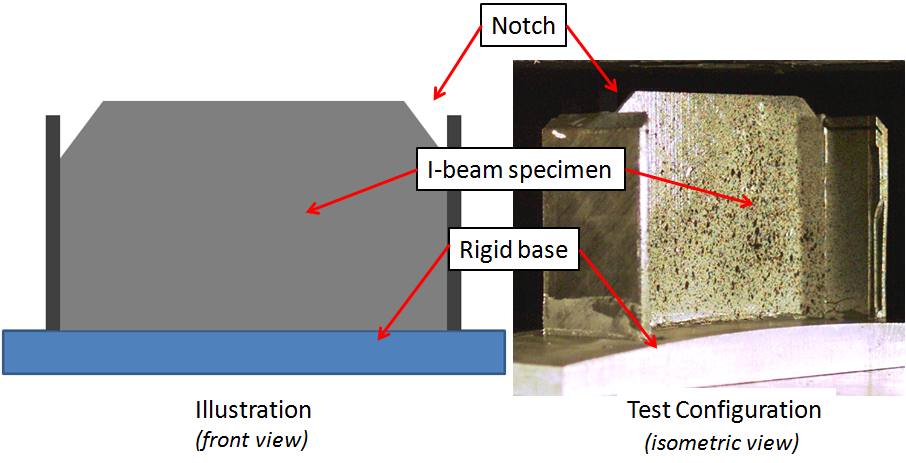 Notch
I-beam specimen
Rigid base
Illustration
(front view)
Test Configuration
(isometric view)